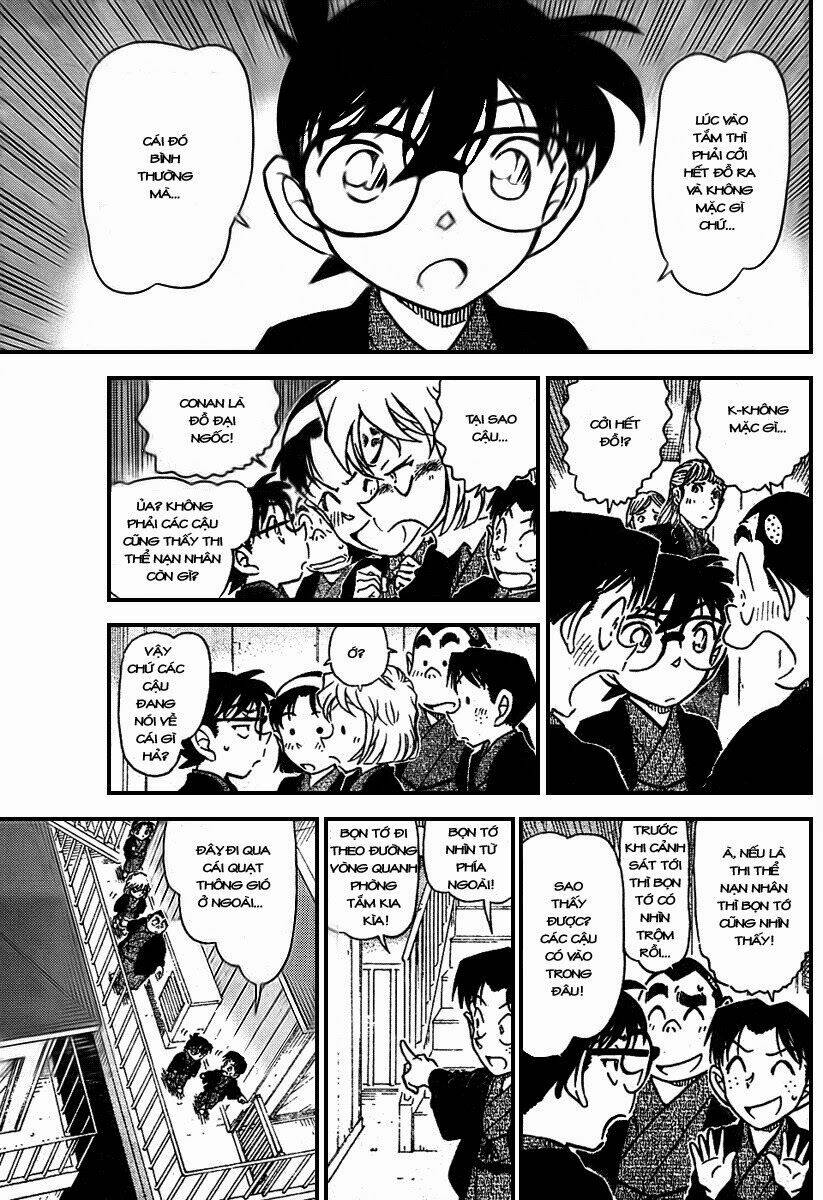 LÚC VÀO
TẮM THÌ
PHẢI CỞI
HẾT ĐỒ RA
VÀ KHÔNG
MẶC GÌ
CHỨ...
CÁI ĐÓ
BÌNH
THƯỜNG
MÀ...
K-KHÔNG
MẶC GÌ...
CỞI HẾT
ĐỒ!?
TẠI SAO
CẬU...
CONAN LÀ
ĐỒ ĐẠI
NGỐC!
ỦA? KHÔNG
PHẢI CÁC CẬU
CŨNG THẤY THI
THỂ NẠN NHÂN
CÒN GÌ?
Ớ?
VẬY
CHỨ CÁC
CẬU
ĐANG
NÓI VỀ
CÁI GÌ
HẢ?
À, NẾU LÀ
THI THỂ
NẠN NHÂN
THÌ BỌN TỚ
CŨNG NHÌN
THẤY!
TRƯỚC
KHI CẢNH
SÁT TỚI
THÌ BỌN
TỚ CÓ
NHÌN
TRỘM
RỒI...
SAO
THẤY
ĐƯỢC?
CÁC CẬU
CÓ VÀO
TRONG
ĐÂU!
BỌN TỚ
NHÌN TỪ
PHÍA
NGOÀI!
BỌN TỚ ĐI
THEO ĐƯỜNG
VÒNG QUANH
PHÒNG
TẮM KIA
KÌA!
ĐÂY, ĐI QUA
CÁI QUẠT
THÔNG GIÓ
Ở NGOÀI...